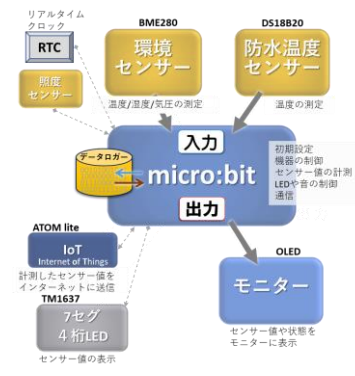 リアルタイム
クロック
RTC
照度
センサー
BME280
環境
センサー
温度/湿度/気圧の測定
DS18B20
防水温度
センサー
温度の測定
入力
データロガー
micro:bit
出力
初期設定
機器の制御
センサー値の計測
LEDや音の制御
通信
ATOM lite
IoT
Internet of Things
計測したセンサー値を
インターネットに送信
TM1637
7セグ
4桁LED
センサー値の表示
OLED
モニター
センサー値や状態を
モニターに表示